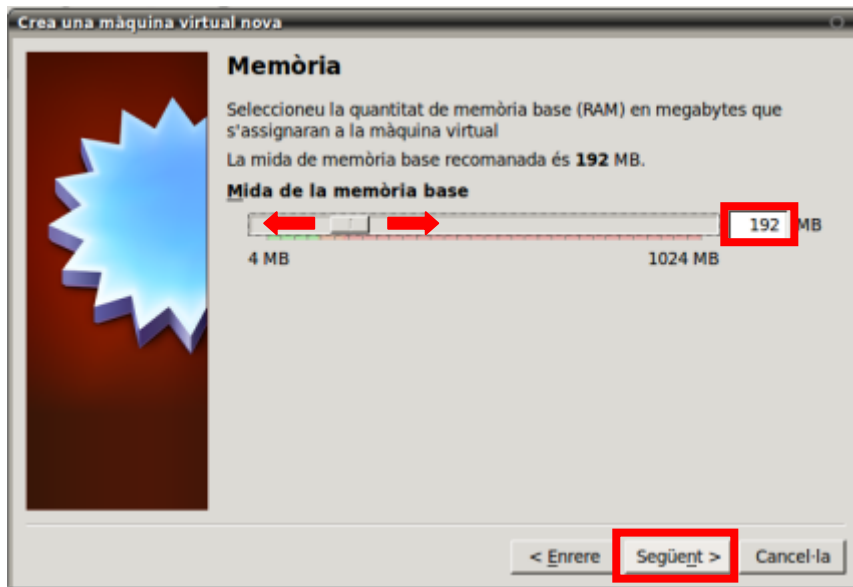 Crea una màquina virtual nova
Memòria
Seleccioneu la quantitat de memòria base (RAM) en megabytes que
s'assignaran a la màquina virtual
La mida de memòria base recomanada és 192 MB.
Mida de la memòria base
192 MB
4 MB 1024 MB
< Enrere Següent > Cancel·la